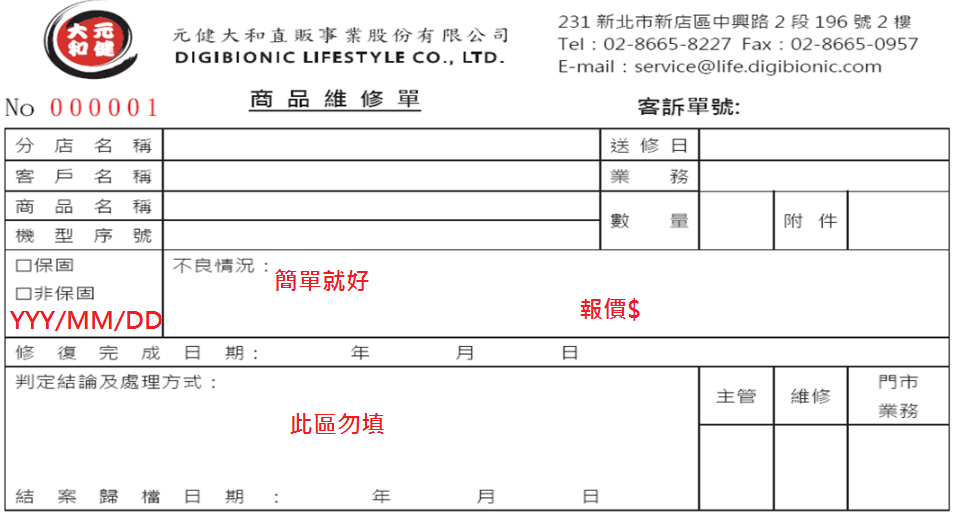 元健
大和
元健大和直販事業股份有限公司
DIGIBIONIC LIFESTYLE CO., LTD.
231 新北市新店區中興路 2 段 196 號 2 樓
Tel：02-8665-8227 Fax：02-8665-0957
E-mail：service@life.digibionic.com
No 000001
商品維修單
客訴單號:
分店名稱
送修日
客戶名稱
業務
商品名稱
機型序號
數量
附件
□保固
□非保固
YYY/MM/DD
不良情況：
簡單就好
報價$
修復完成日期： 年 月 日
判定結論及處理方式：
此區勿填
主管
維修
門市
業務
結案歸檔日期： 年 月 日